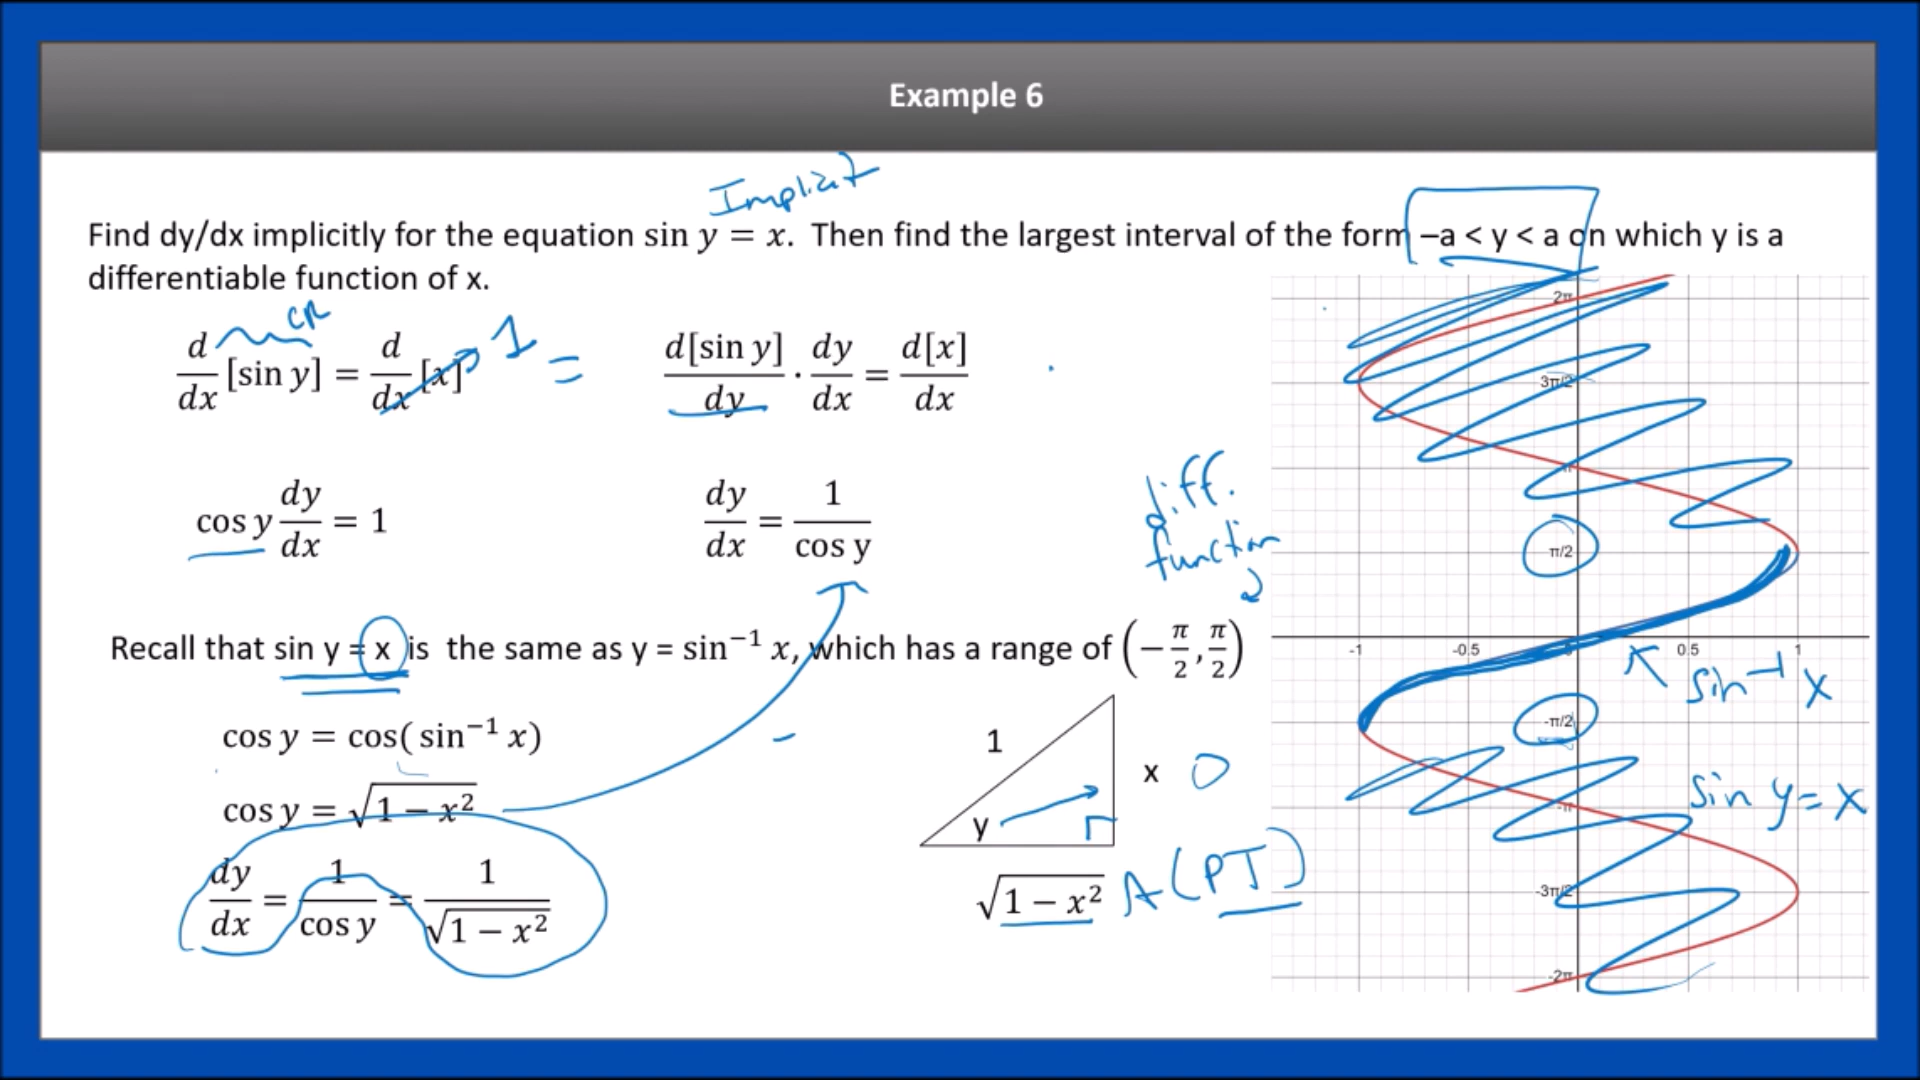 Example 6
Implicit
Find dy/dx implicitly for the equation sin y = x. Then find the largest interval of the form –a < y < a on which y is a
differentiable function of x.
CR
d/dx [sin y] = d/dx [x] 1 =
d[sin y]/dy · dy/dx = d[x]/dx
cos y dy/dx = 1
dy/dx = 1/cos y
diff.
function
Recall that sin y = x is the same as y = sin⁻¹ x, which has a range of (−π/2, π/2)
cos y = cos( sin⁻¹ x)
cos y = √(1 − x²)
dy/dx = 1/cos y = 1/√(1 − x²)
1
x O
y
√(1 − x²) A (PT)
2π
3π/2
π
π/2
-1 -0.5 0 0.5 1
sin⁻¹ x
-π/2
sin y = x
-π
-3π/2
-2π